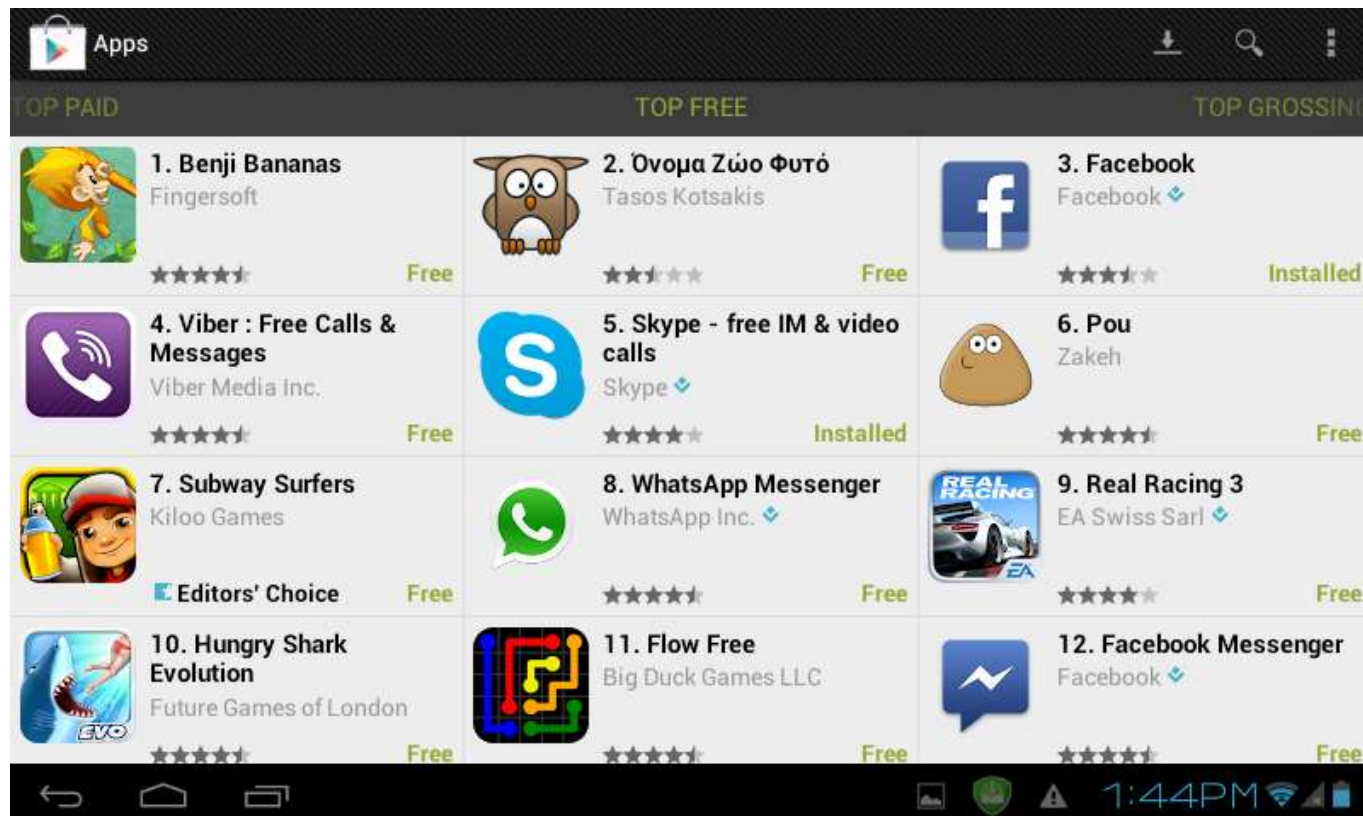 Apps
TOP PAID
TOP FREE
TOP GROSSING
1. Benji Bananas
Fingersoft
Free
2. Όνομα Ζώο Φυτό
Tasos Kotsakis
Free
3. Facebook
Facebook
Installed
4. Viber : Free Calls &
Messages
Viber Media Inc.
Free
5. Skype - free IM & video
calls
Skype
Installed
6. Pou
Zakeh
Free
7. Subway Surfers
Kiloo Games
Editors' Choice
Free
8. WhatsApp Messenger
WhatsApp Inc.
Free
REAL
RACING
EA
9. Real Racing 3
EA Swiss Sarl
Free
EVO
10. Hungry Shark
Evolution
Future Games of London
Free
11. Flow Free
Big Duck Games LLC
Free
12. Facebook Messenger
Facebook
Free
1:44PM